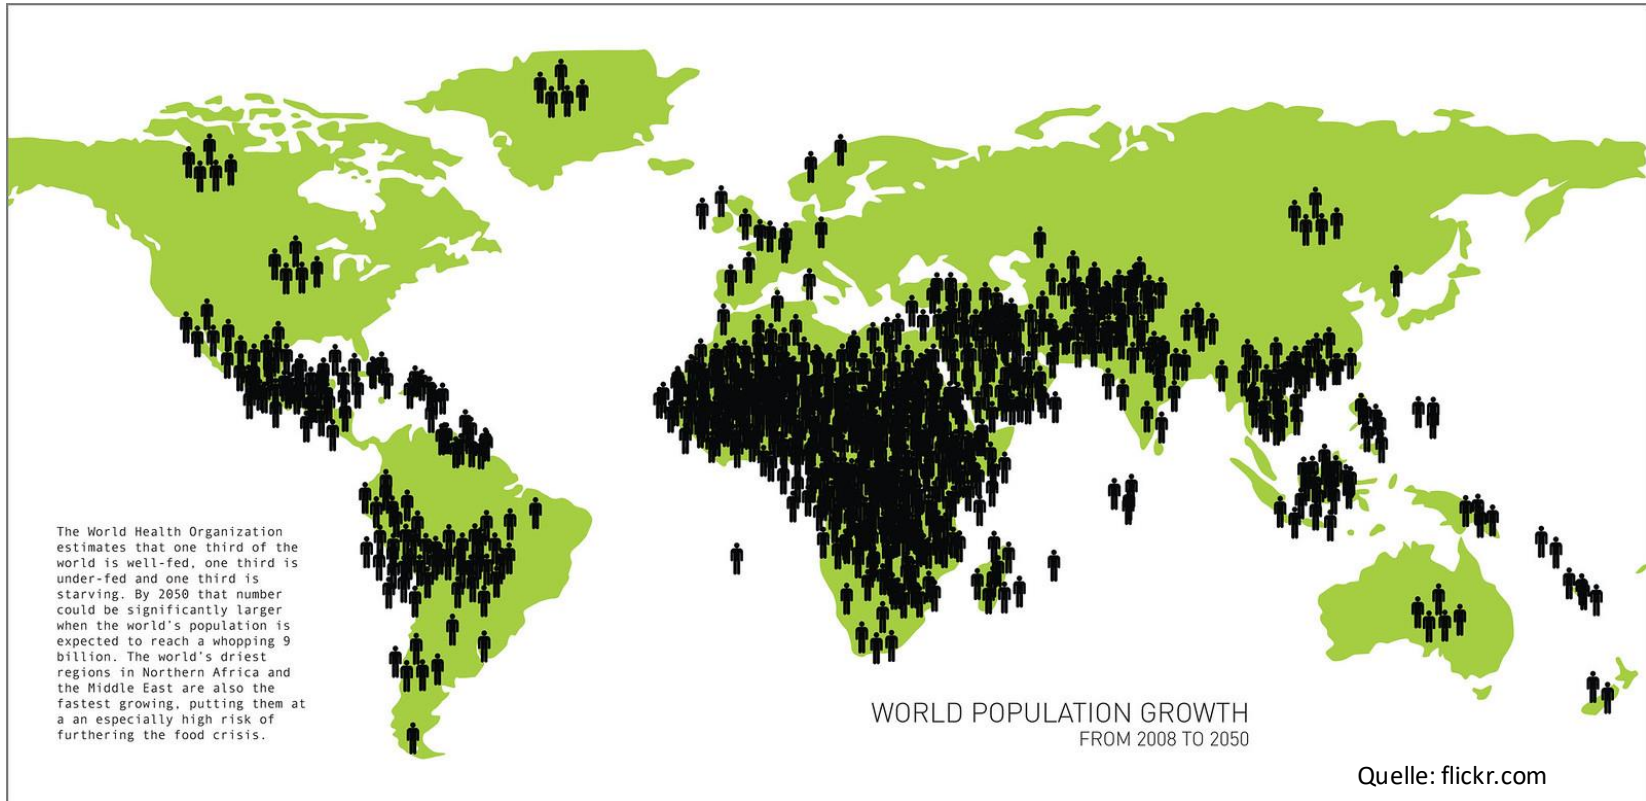 The World Health Organization
estimates that one third of the
world is well-fed, one third is
under-fed and one third is
starving. By 2050 that number
could be significantly larger
when the world's population is
expected to reach a whopping 9
billion. The world's driest
regions in Northern Africa and
the Middle East are also the
fastest growing, putting them at
a an especially high risk of
furthering the food crisis.
WORLD POPULATION GROWTH
FROM 2008 TO 2050
Quelle: flickr.com